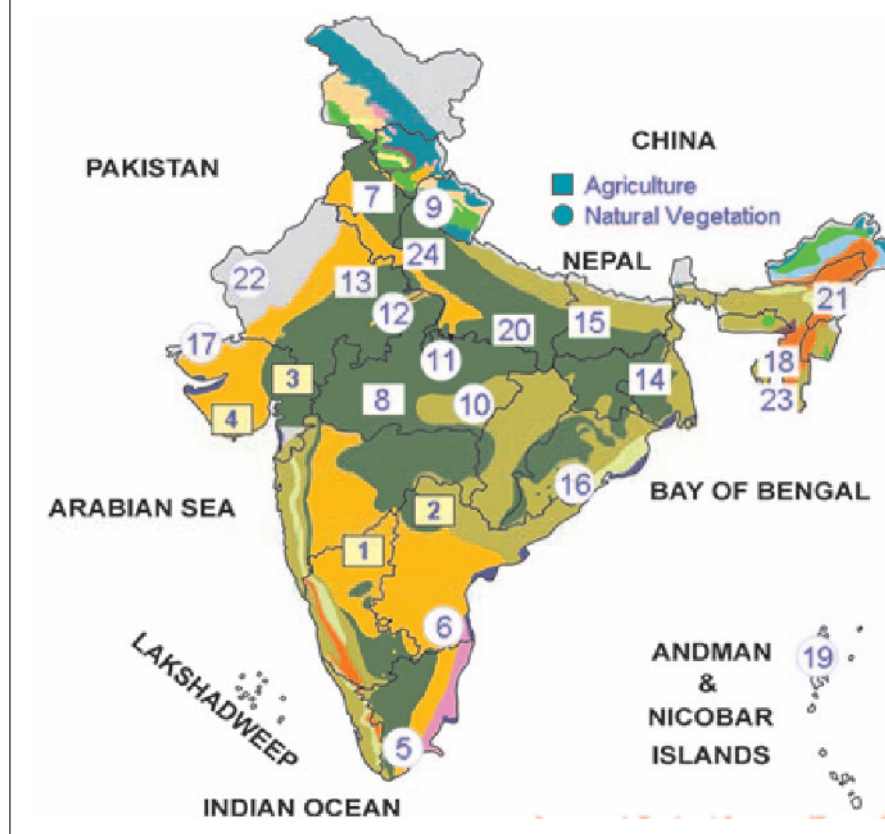 CHINA
PAKISTAN
Agriculture
7
9
Natural Vegetation
24
NEPAL
22
13
21
12
20
15
17
11
18
3
14
8
10
23
4
16
BAY OF BENGAL
ARABIAN SEA
2
1
6
LAKSHADWEEP
ANDMAN
19
&
NICOBAR
5
ISLANDS
INDIAN OCEAN